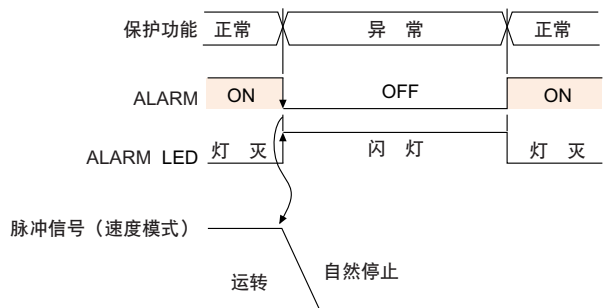 保护功能 正常 异 常 正常
ALARM ON OFF ON
ALARM LED 灯 灭 闪 灯 灯 灭
脉冲信号（速度模式）
运转 自然停止